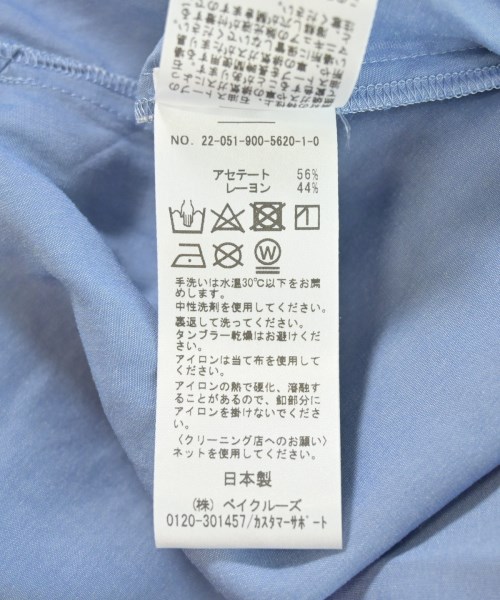 NO. 22-051-900-5620-1-0
アセテート 56%
レーヨン 44%
W
手洗いは水温30℃以下をお薦
めします。
中性洗剤を使用してください。
裏返して洗ってください。
タンブラー乾燥はお避けくださ
い。
アイロンは当て布を使用して
ください。
アイロンの熱で硬化、溶融す
ることがあるので、釦部分に
アイロンを掛けないでくださ
い。
〈クリーニング店へのお願い〉
ネットを使用してください。
日本製
(株) ベイクルーズ
0120-301457/カスタマーサポート